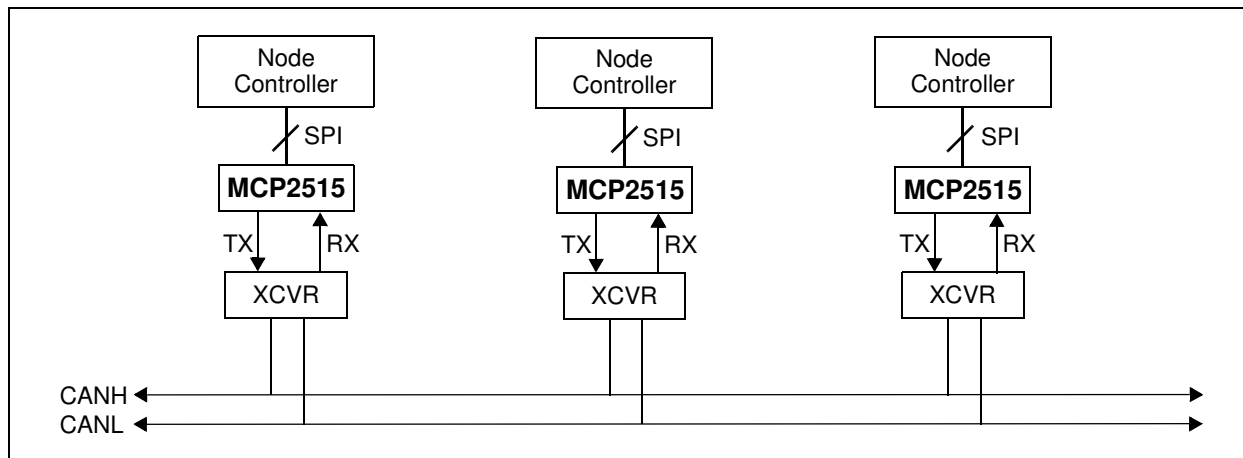 Node
Controller
Node
Controller
Node
Controller
SPI
SPI
SPI
MCP2515
MCP2515
MCP2515
TX
RX
TX
RX
TX
RX
XCVR
XCVR
XCVR
CANH
CANL